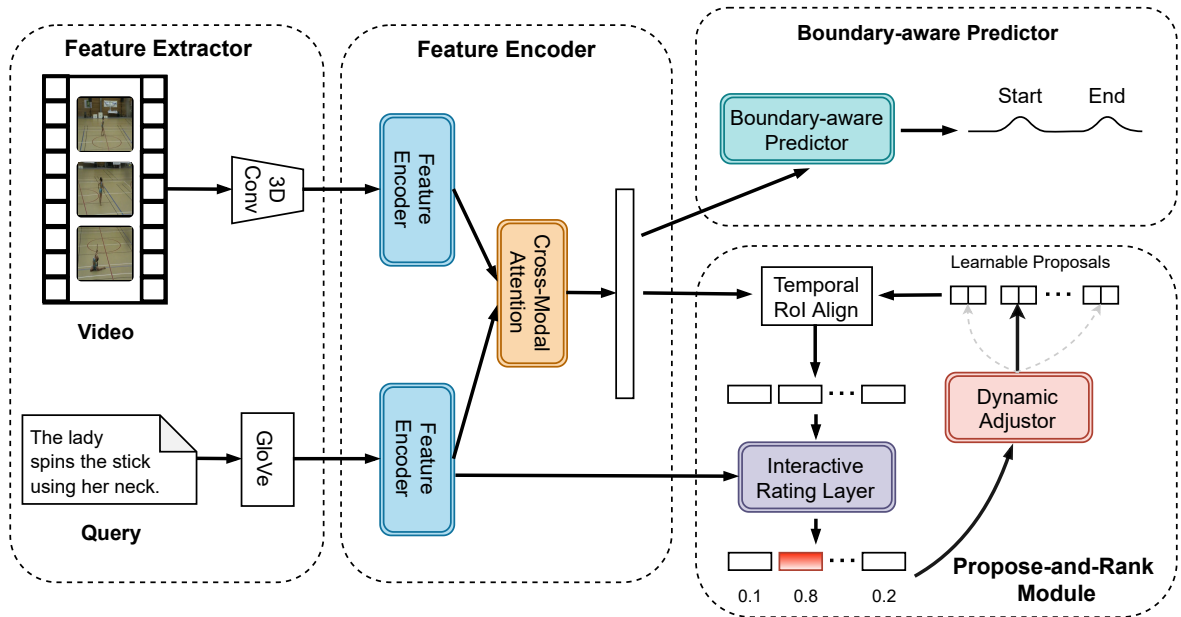 Feature Extractor
Video
3D
Conv
The lady
spins the stick
using her neck.
Query
GloVe
Feature Encoder
Feature
Encoder
Feature
Encoder
Cross-Modal
Attention
Boundary-aware Predictor
Boundary-aware
Predictor
Start
End
Temporal
RoI Align
Learnable Proposals
Dynamic
Adjustor
Interactive
Rating Layer
0.1
0.8
0.2
Propose-and-Rank
Module